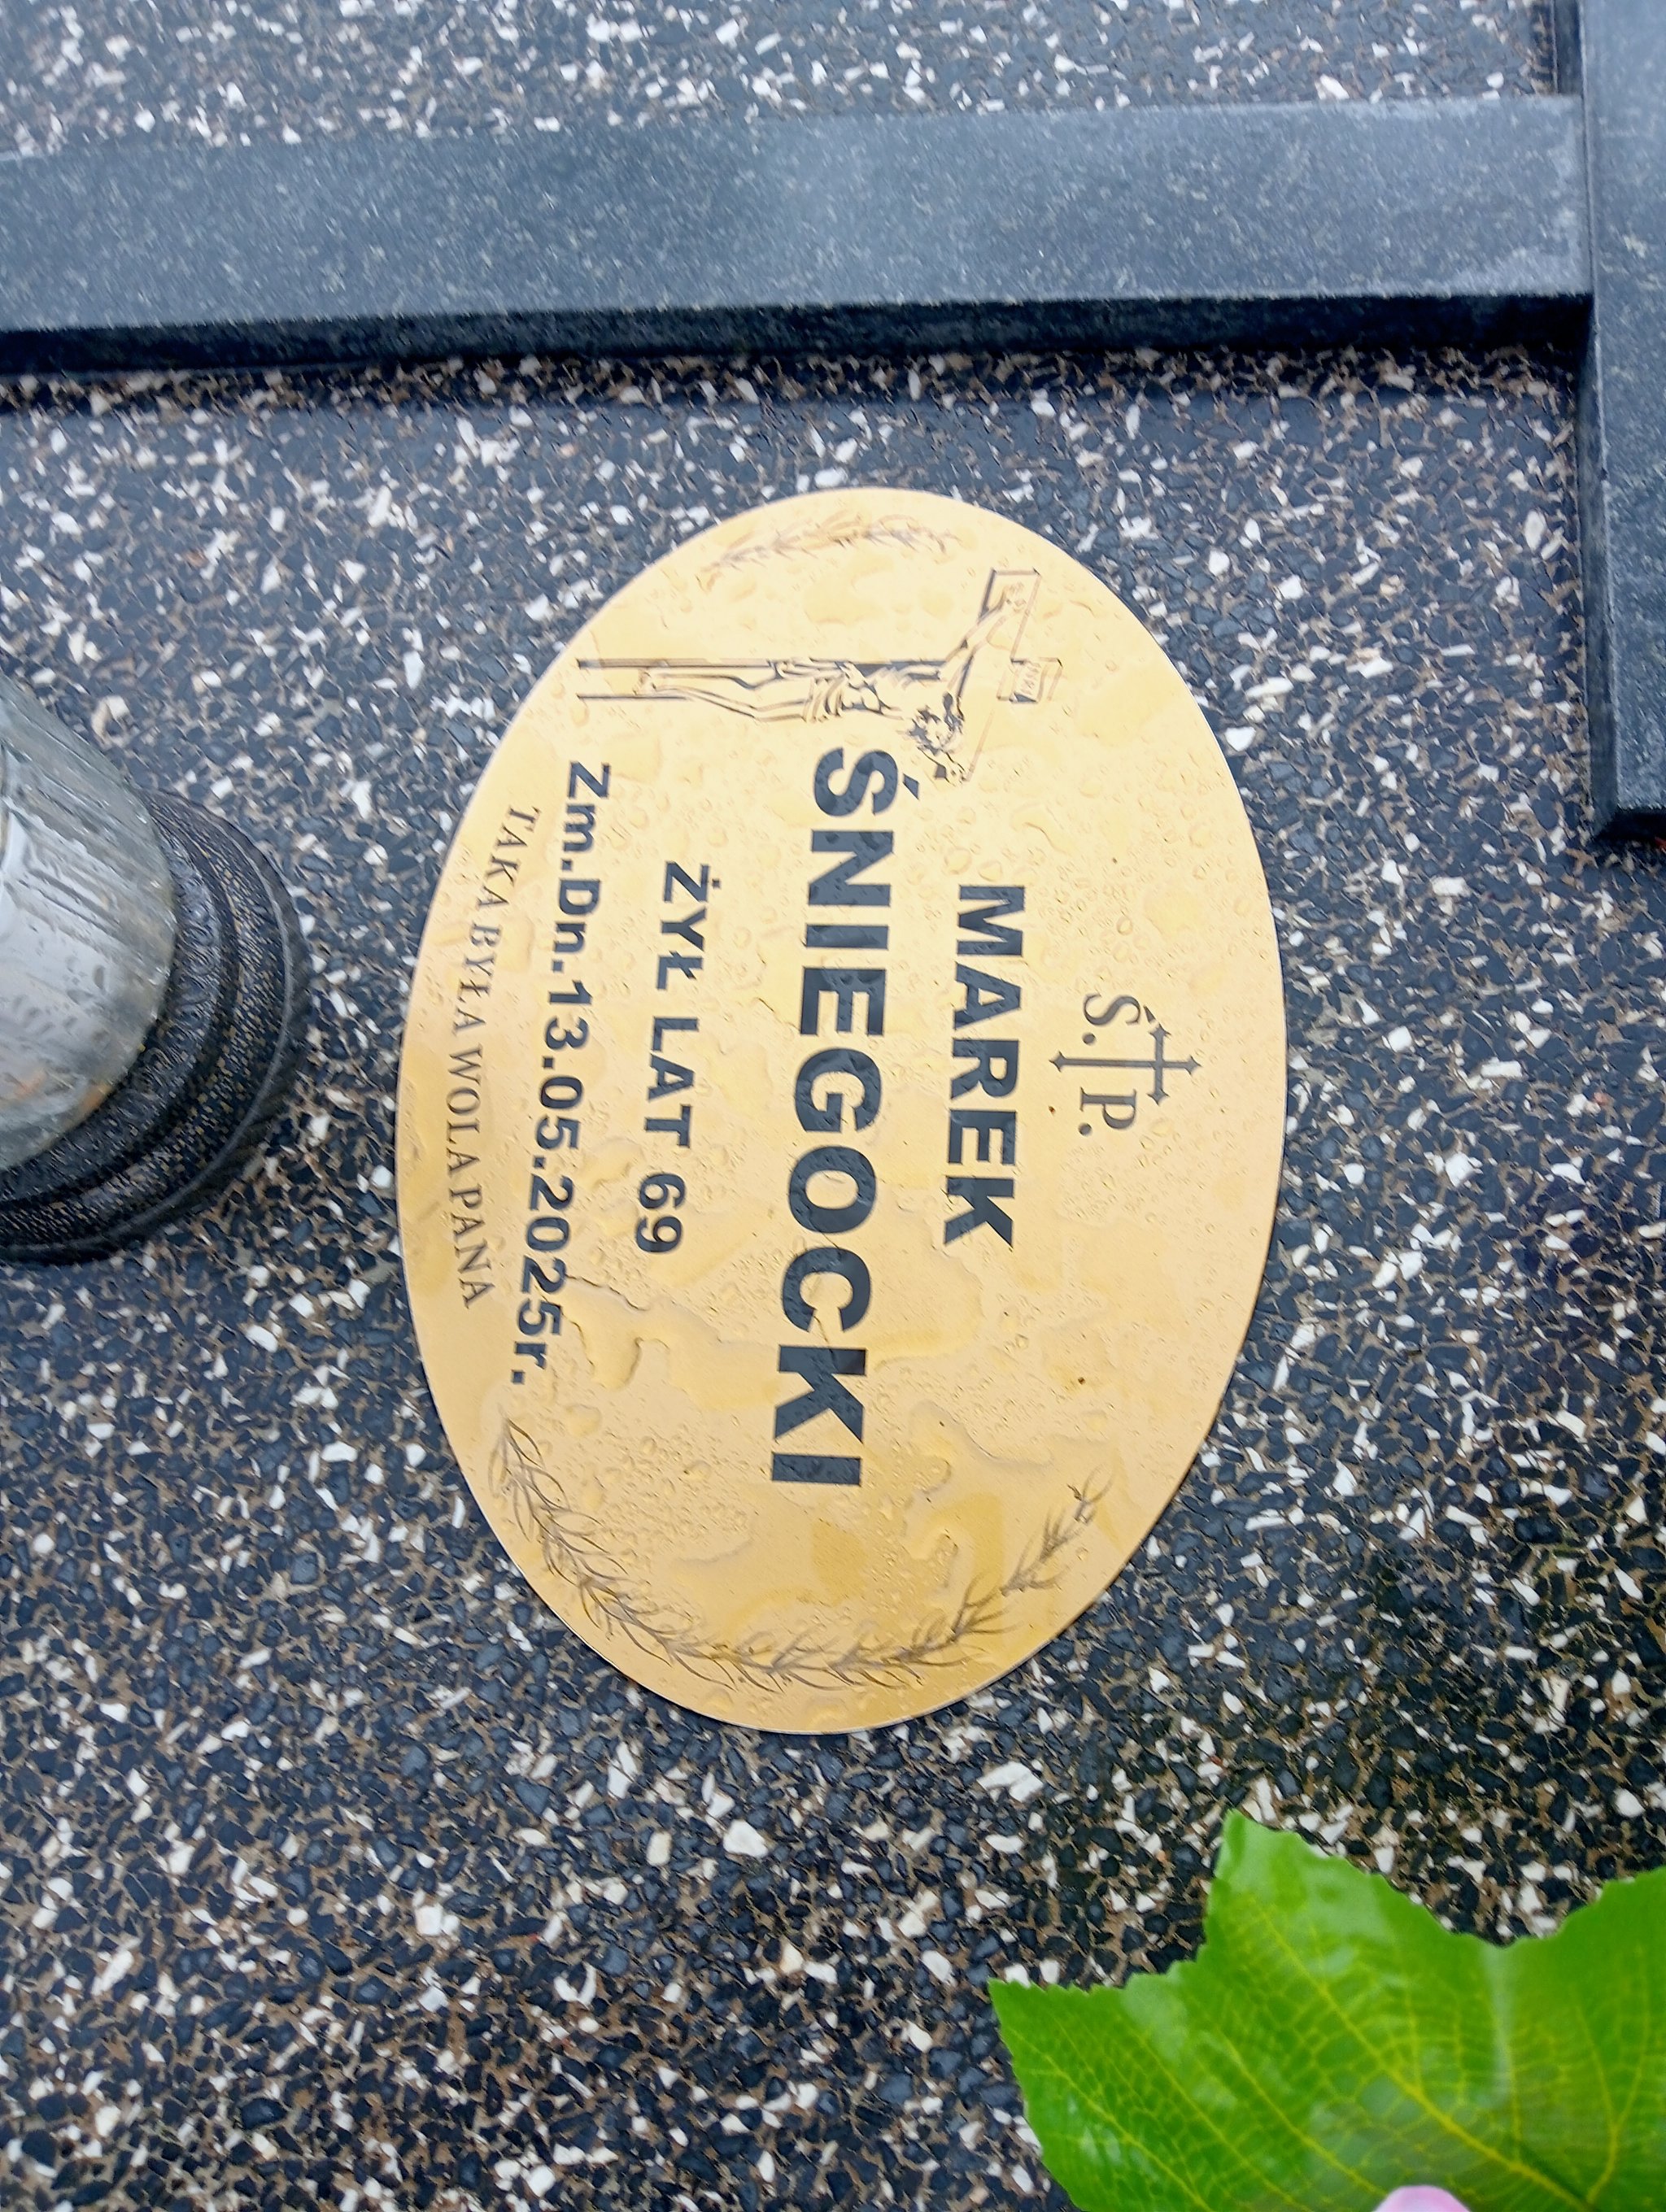 Ś. P.
MAREK
ŚNIEGOCKI
ŻYŁ LAT 69
Zm.Dn.13.05.2025r.
TAKA BYŁA WOLA PANA